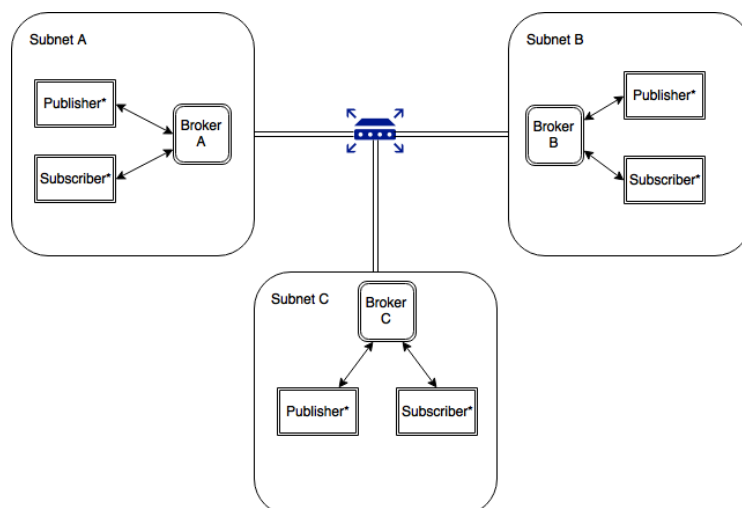 Subnet A
Publisher*
Broker
A
Subscriber*
Subnet B
Publisher*
Broker
B
Subscriber*
Subnet C
Broker
C
Publisher*
Subscriber*